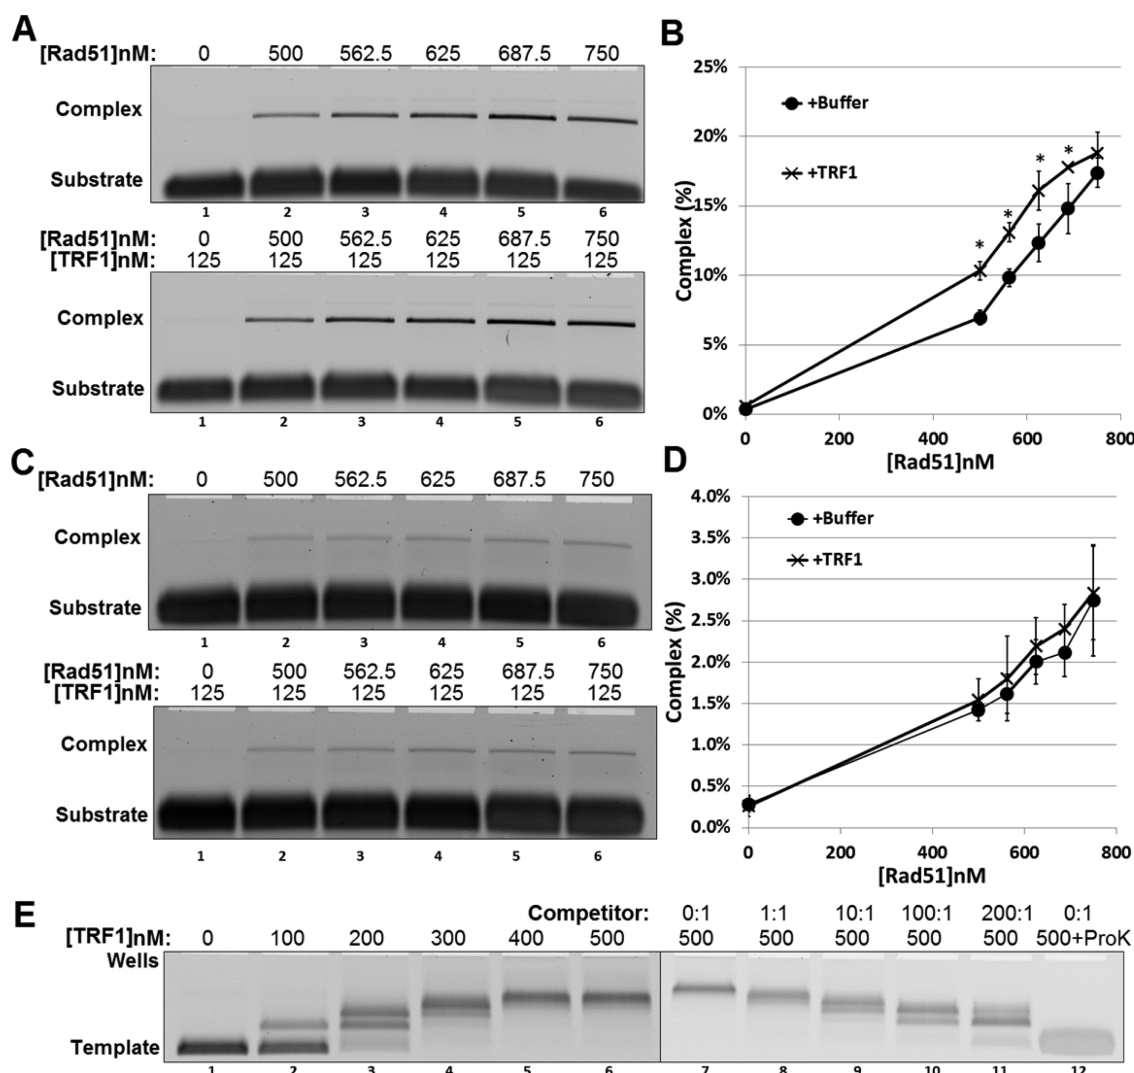 A
[Rad51]nM: 0 500 562.5 625 687.5 750
Complex
Substrate
1 2 3 4 5 6
[Rad51]nM: 0 500 562.5 625 687.5 750
[TRF1]nM: 125 125 125 125 125 125
Complex
Substrate
1 2 3 4 5 6
B
25%
20%
15%
10%
5%
0%
Complex (%)
+Buffer
+TRF1
* * * *
0 200 400 600 800
[Rad51]nM
C
[Rad51]nM: 0 500 562.5 625 687.5 750
Complex
Substrate
1 2 3 4 5 6
[Rad51]nM: 0 500 562.5 625 687.5 750
[TRF1]nM: 125 125 125 125 125 125
Complex
Substrate
1 2 3 4 5 6
D
4.0%
3.5%
3.0%
2.5%
2.0%
1.5%
1.0%
0.5%
0.0%
Complex (%)
+Buffer
+TRF1
0 200 400 600 800
[Rad51]nM
E
Competitor: 0:1 1:1 10:1 100:1 200:1 0:1
[TRF1]nM: 0 100 200 300 400 500 500 500 500 500 500 500+ProK
Wells
Template
1 2 3 4 5 6 7 8 9 10 11 12